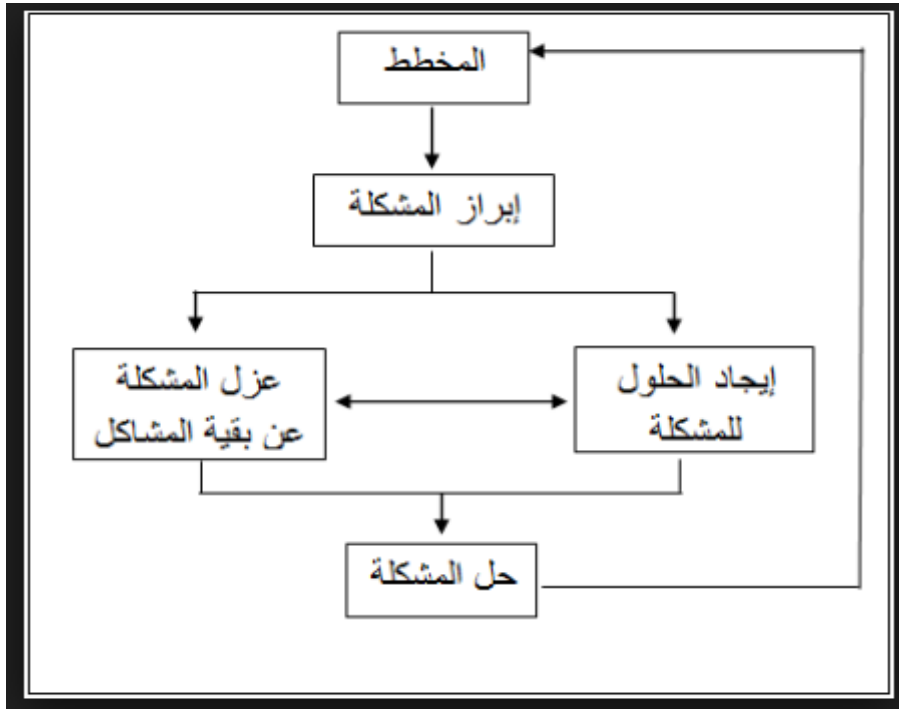 المخطط
إبراز المشكلة
إيجاد الحلول
للمشكلة
عزل المشكلة
عن بقية المشاكل
حل المشكلة